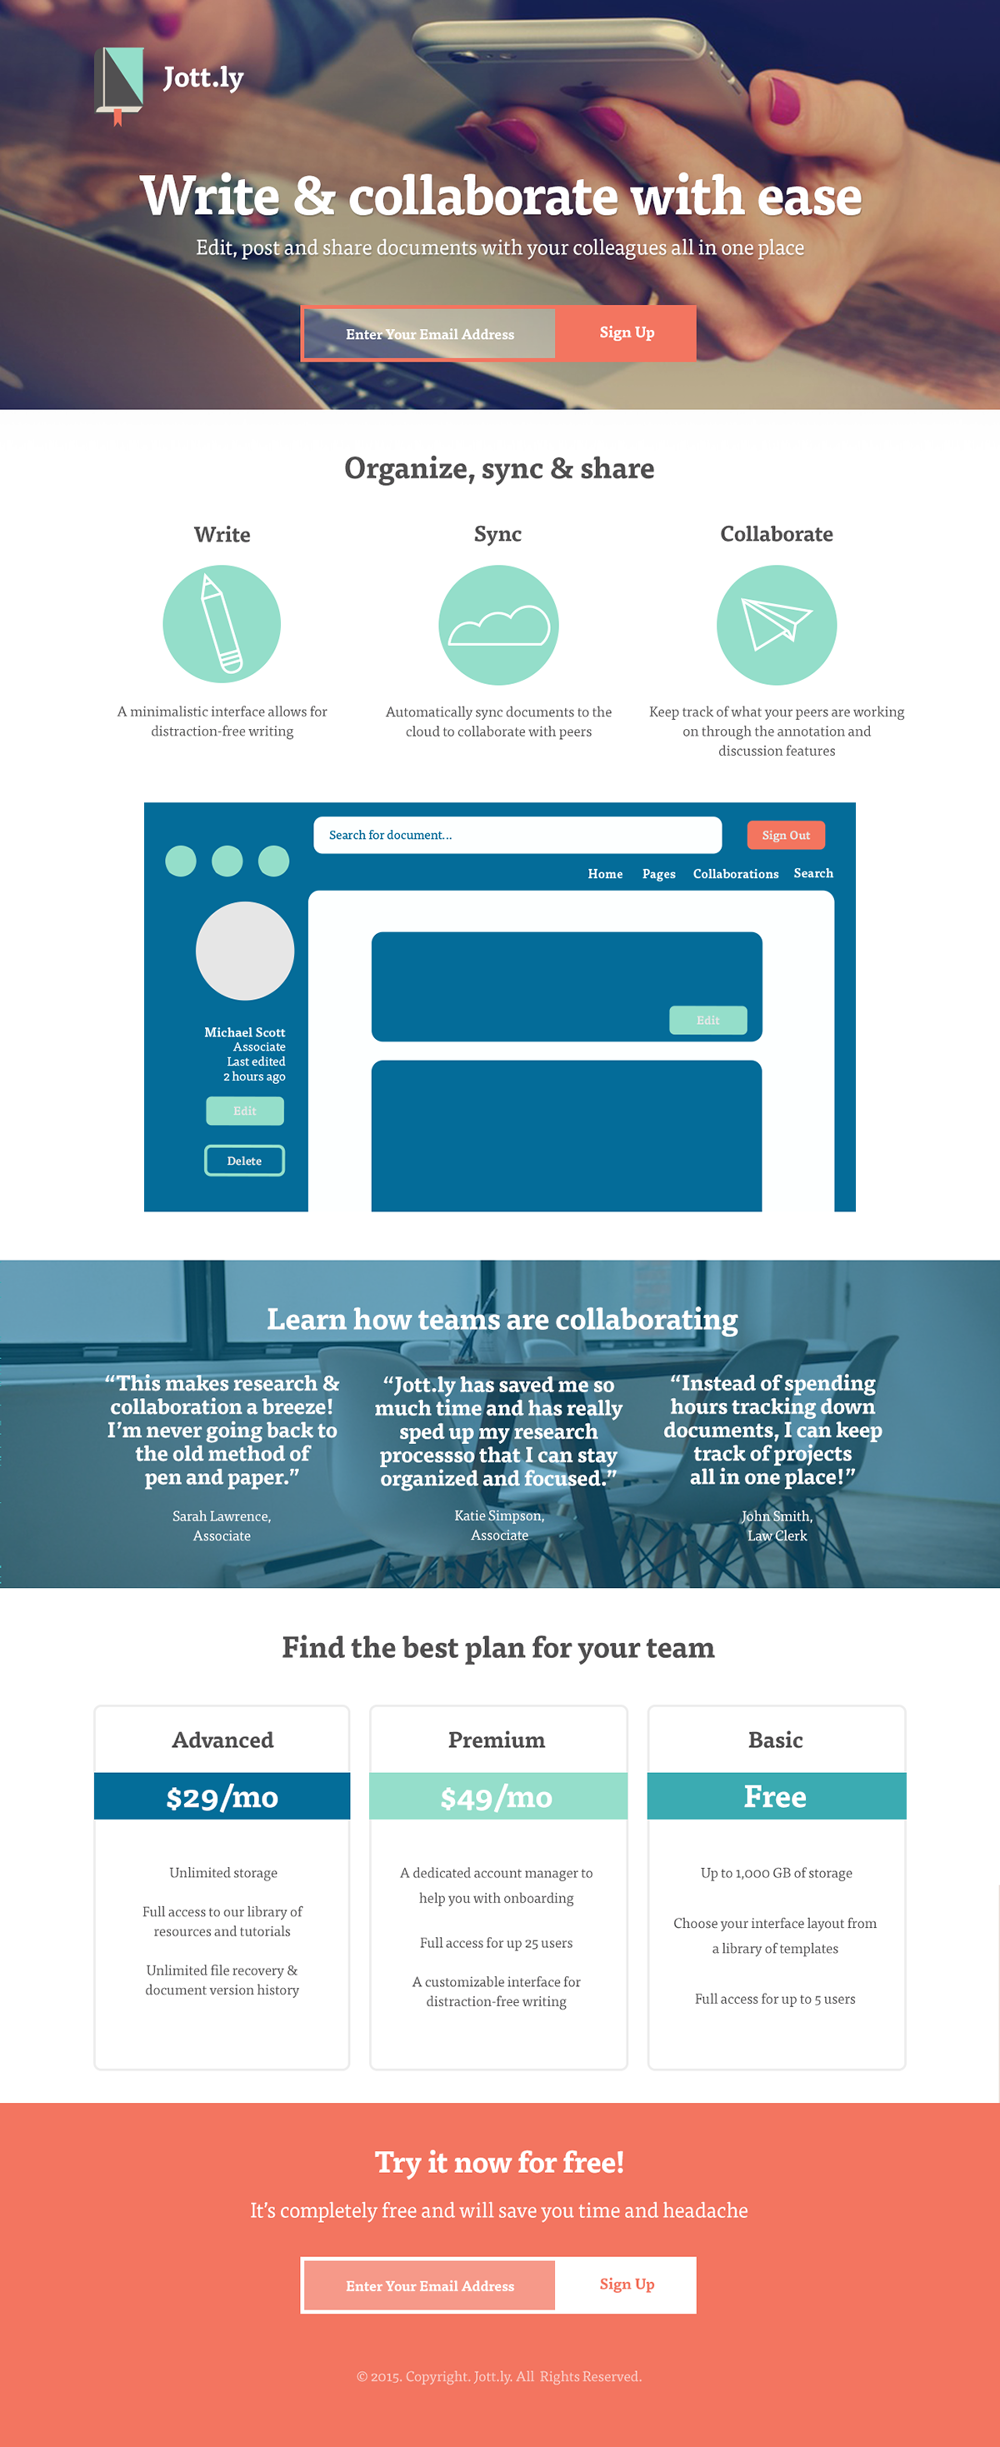 Jott.ly
Write & collaborate with ease
Edit, post and share documents with your colleagues all in one place
Enter Your Email Address
Sign Up
Organize, sync & share
Write
A minimalistic interface allows for
distraction-free writing
Sync
Automatically sync documents to the
cloud to collaborate with peers
Collaborate
Keep track of what your peers are working
on through the annotation and
discussion features
Search for document...
Sign Out
Home Pages Collaborations Search
Michael Scott
Associate
Last edited
2 hours ago
Edit
Delete
Edit
Learn how teams are collaborating
“This makes research &
collaboration a breeze!
I’m never going back to
the old method of
pen and paper.”
Sarah Lawrence,
Associate
“Jott.ly has saved me so
much time and has really
sped up my research
processso that I can stay
organized and focused.”
Katie Simpson,
Associate
“Instead of spending
hours tracking down
documents, I can keep
track of projects
all in one place!”
John Smith,
Law Clerk
Find the best plan for your team
Advanced
$29/mo
Unlimited storage
Full access to our library of
resources and tutorials
Unlimited file recovery &
document version history
Premium
$49/mo
A dedicated account manager to
help you with onboarding
Full access for up 25 users
A customizable interface for
distraction-free writing
Basic
Free
Up to 1,000 GB of storage
Choose your interface layout from
a library of templates
Full access for up to 5 users
Try it now for free!
It’s completely free and will save you time and headache
Enter Your Email Address
Sign Up
© 2015. Copyright. Jott.ly. All Rights Reserved.